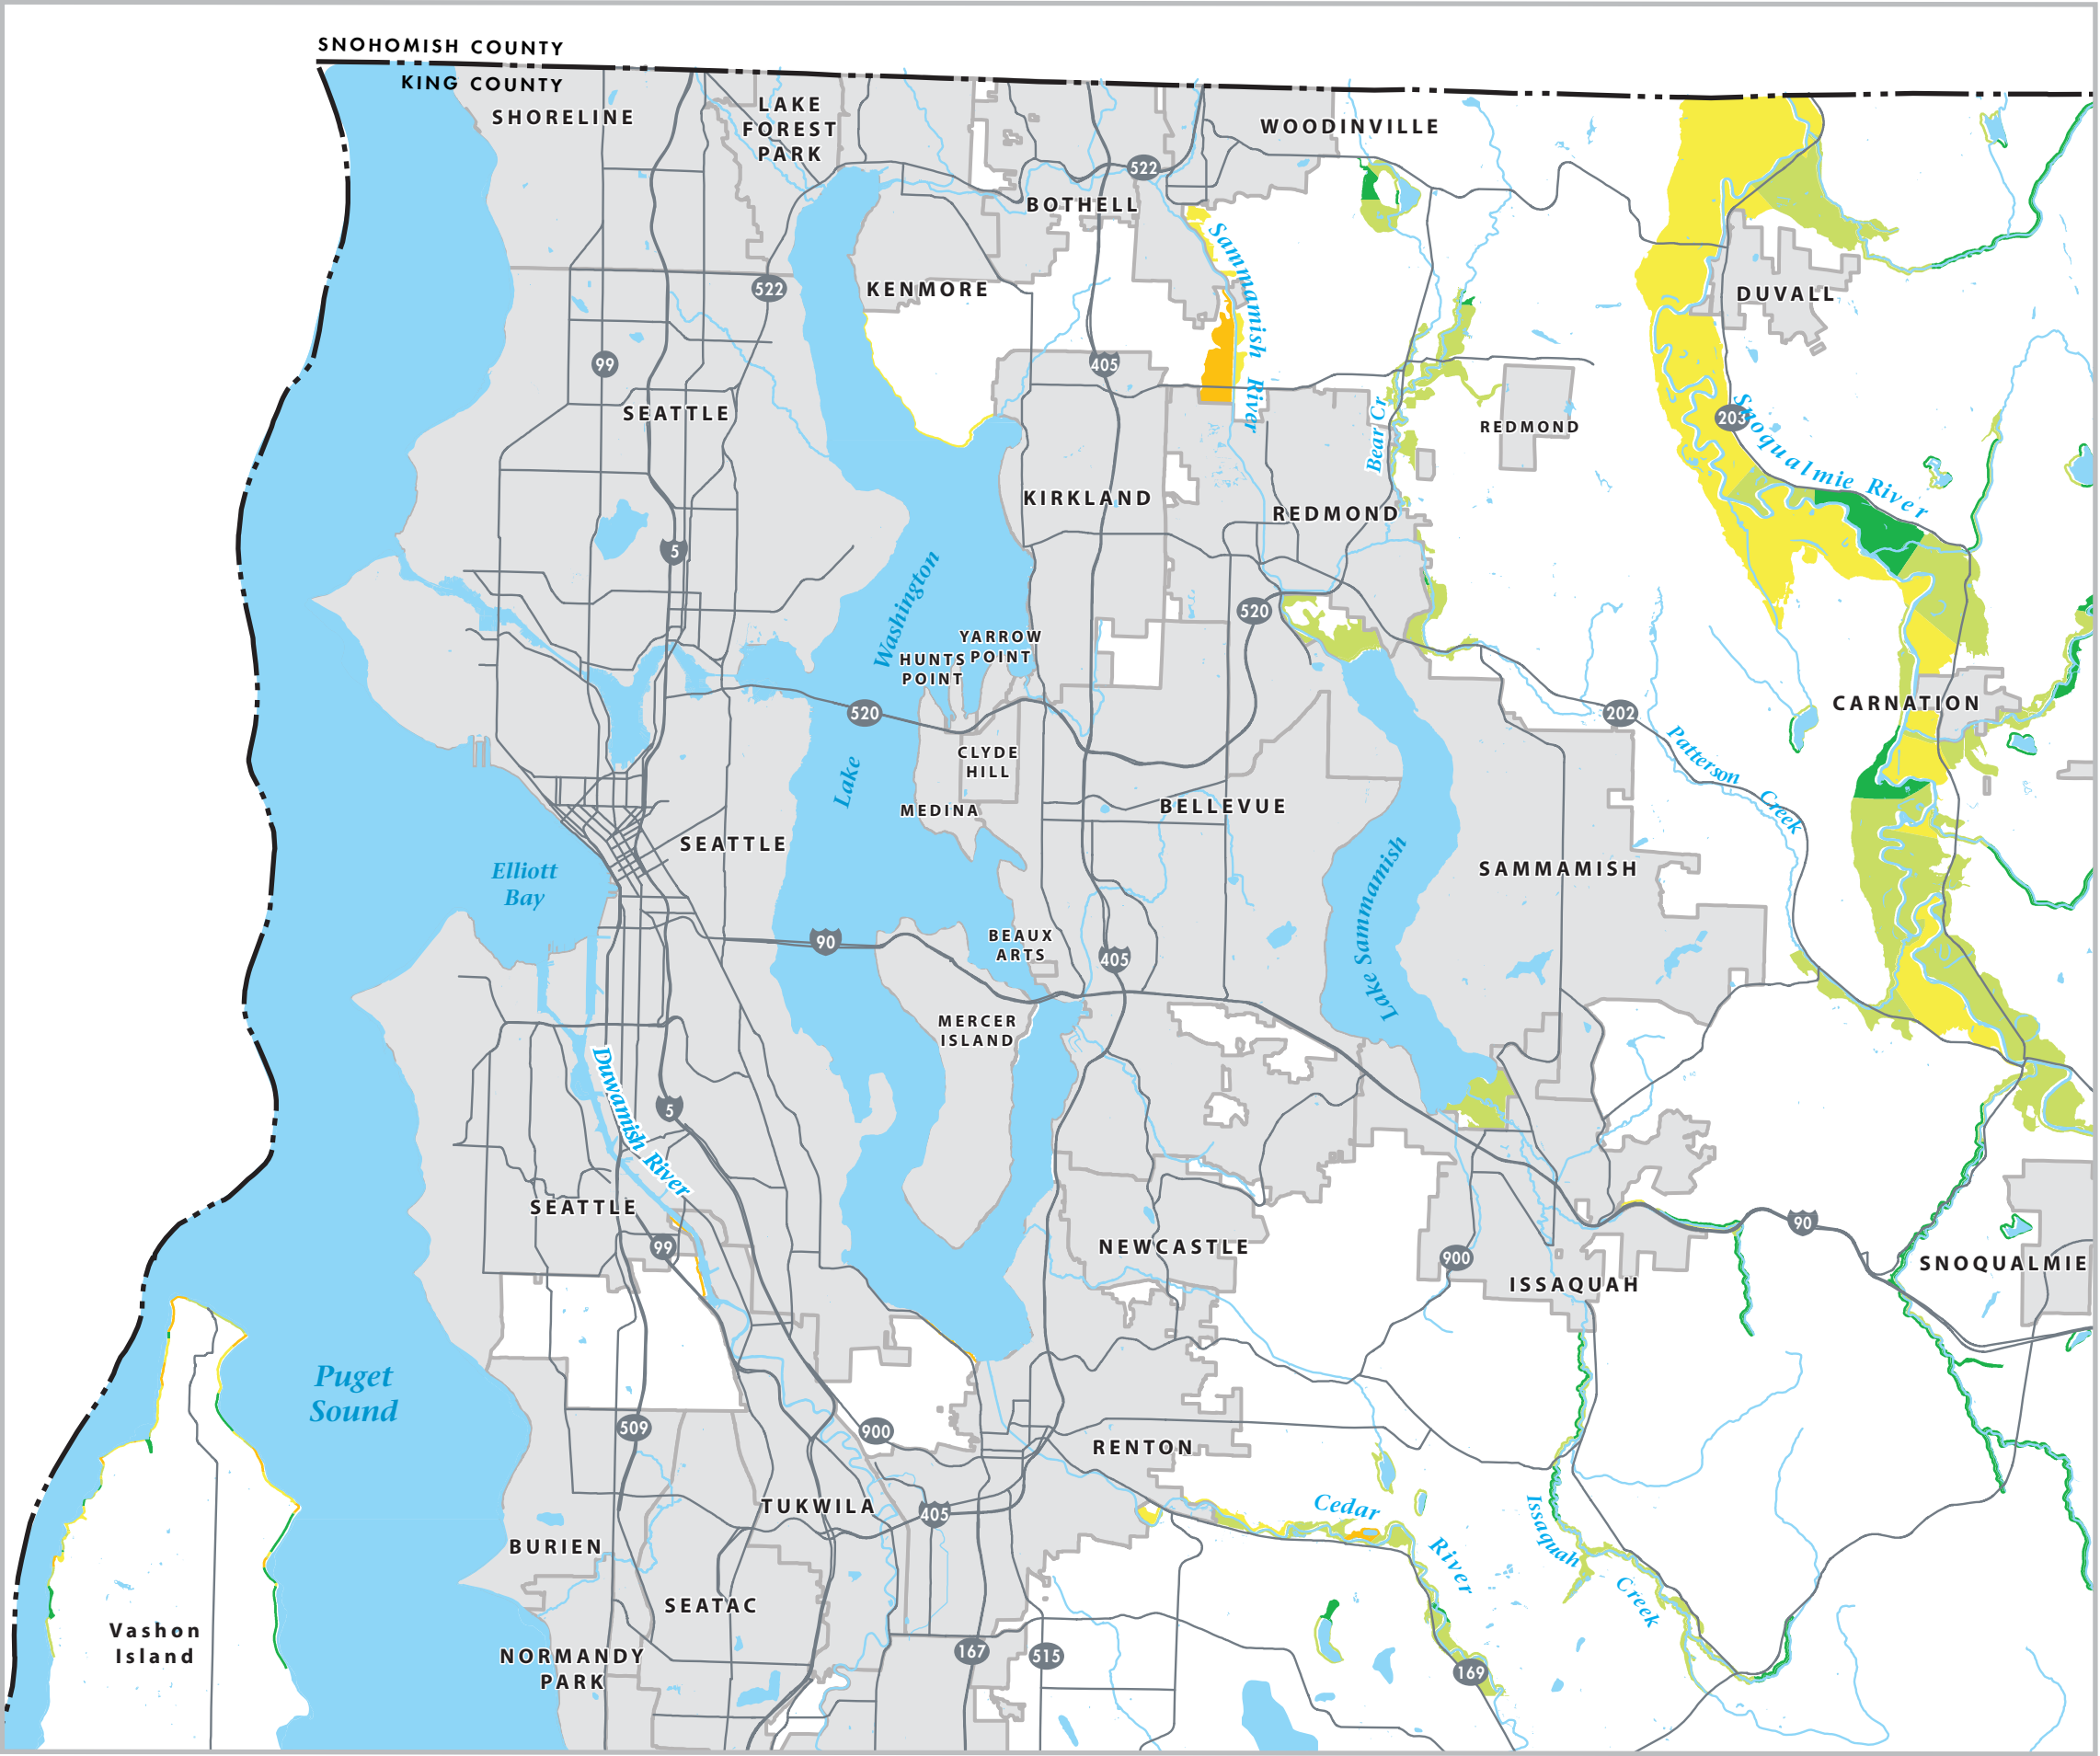 SNOHOMISH COUNTY
KING COUNTY
SHORELINE
LAKE
FOREST
PARK
WOODINVILLE
522
BOTHELL
Sammamish River
522
KENMORE
DUVALL
99
405
SEATTLE
Bear Cr
REDMOND
203
Snoqualmie River
KIRKLAND
REDMOND
5
Lake Washington
520
YARROW
POINT
HUNTS
POINT
520
202
CARNATION
Patterson Creek
CLYDE
HILL
MEDINA
BELLEVUE
SEATTLE
Elliott
Bay
Lake Sammamish
SAMMAMISH
90
BEAUX
ARTS
405
MERCER
ISLAND
Duwamish River
5
SEATTLE
99
NEWCASTLE
900
ISSAQUAH
90
SNOQUALMIE
Puget
Sound
509
900
RENTON
TUKWILA
405
Cedar River
Issaquah Creek
BURIEN
SEATAC
Vashon
Island
NORMANDY
PARK
167
515
169